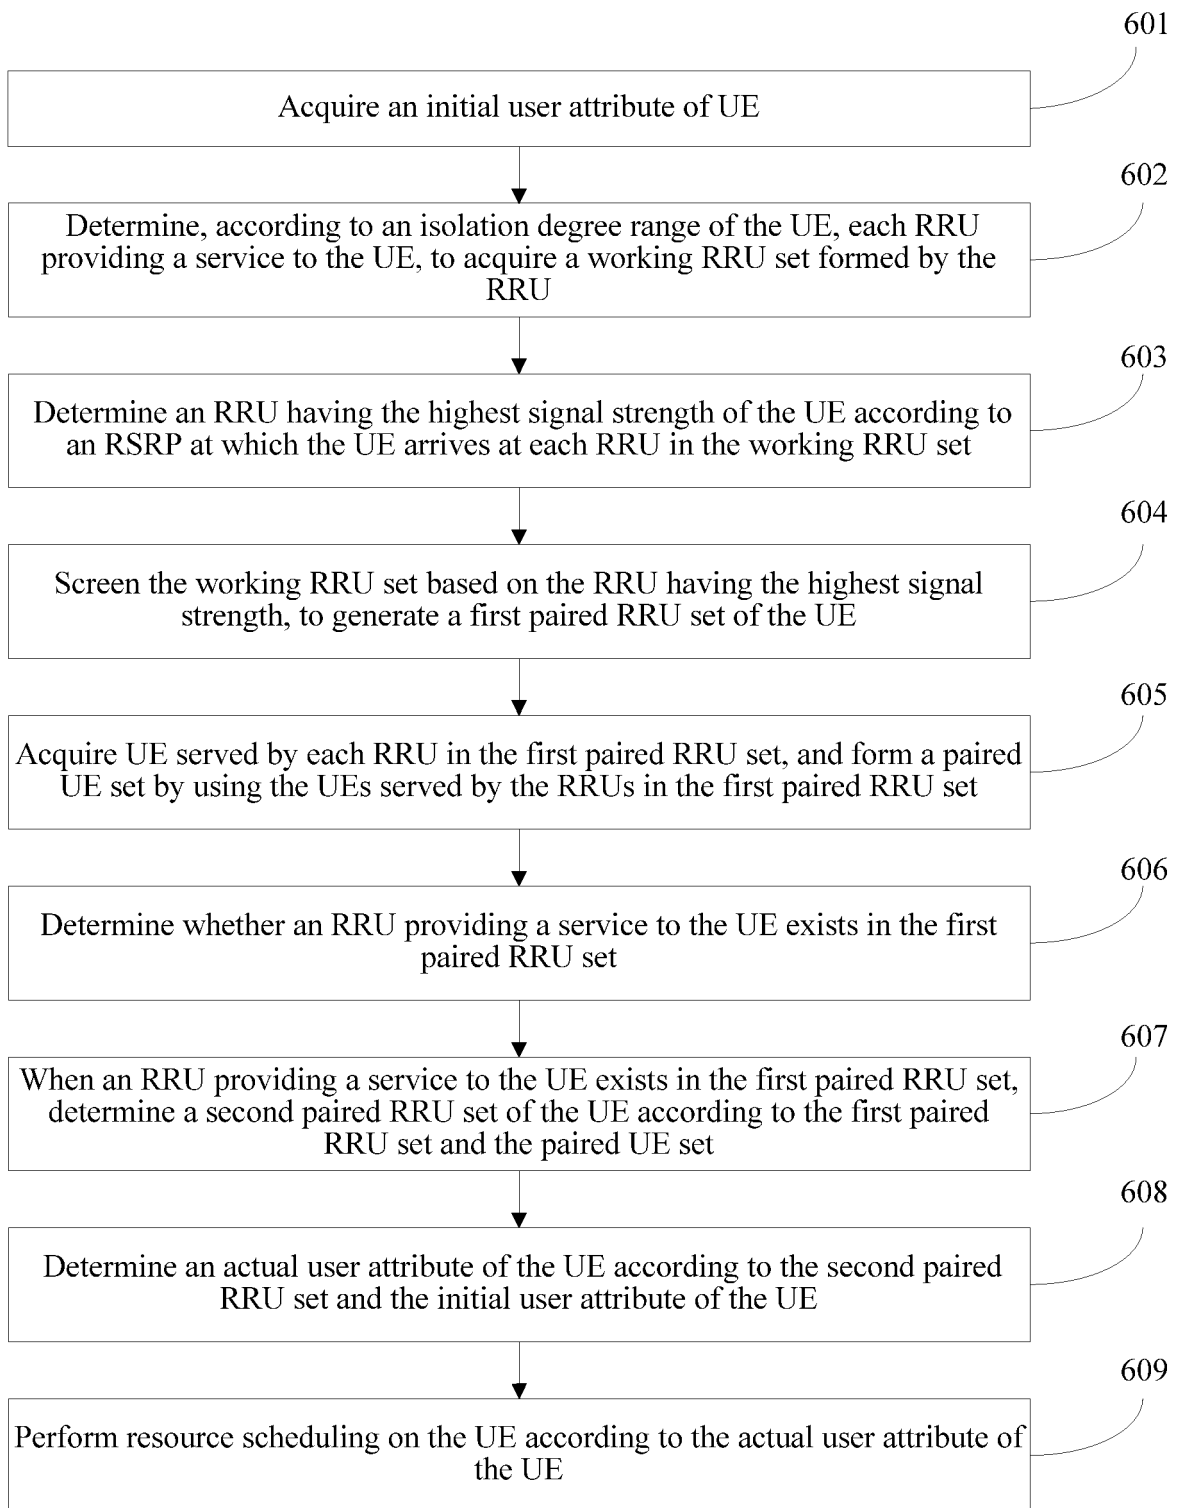 601
Acquire an initial user attribute of UE
602
Determine, according to an isolation degree range of the UE, each RRU
providing a service to the UE, to acquire a working RRU set formed by the
RRU
603
Determine an RRU having the highest signal strength of the UE according to
an RSRP at which the UE arrives at each RRU in the working RRU set
604
Screen the working RRU set based on the RRU having the highest signal
strength, to generate a first paired RRU set of the UE
605
Acquire UE served by each RRU in the first paired RRU set, and form a paired
UE set by using the UEs served by the RRUs in the first paired RRU set
606
Determine whether an RRU providing a service to the UE exists in the first
paired RRU set
607
When an RRU providing a service to the UE exists in the first paired RRU set,
determine a second paired RRU set of the UE according to the first paired
RRU set and the paired UE set
608
Determine an actual user attribute of the UE according to the second paired
RRU set and the initial user attribute of the UE
609
Perform resource scheduling on the UE according to the actual user attribute of
the UE